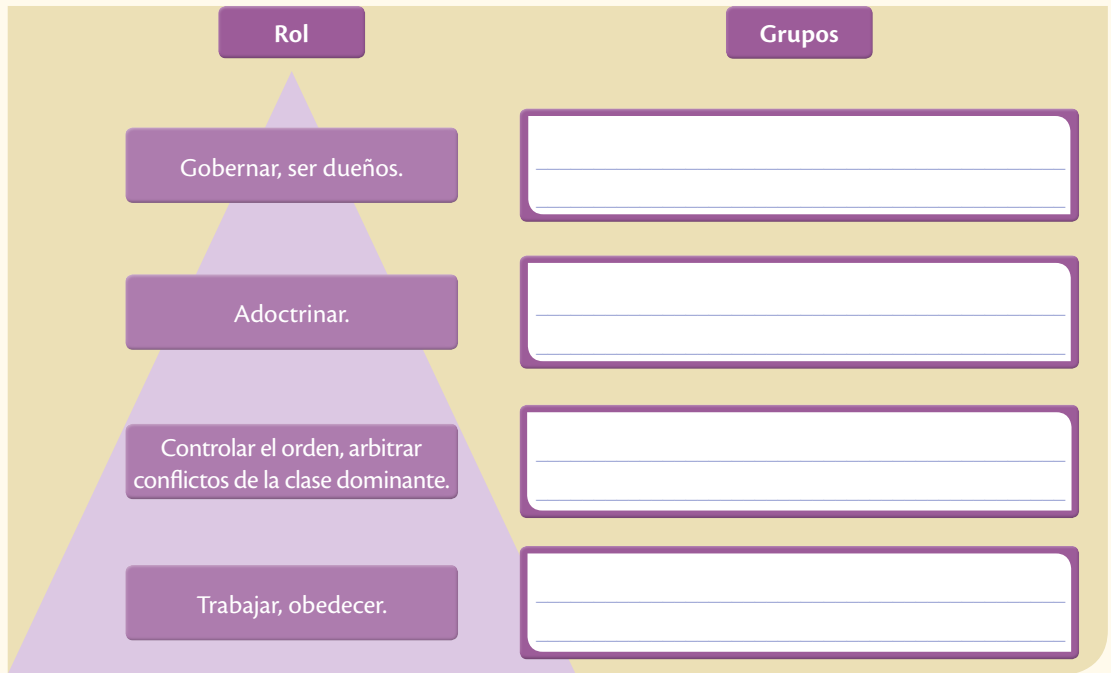 Rol
Grupos
Gobernar, ser dueños.
Adoctrinar.
Controlar el orden, arbitrar
conflictos de la clase dominante.
Trabajar, obedecer.